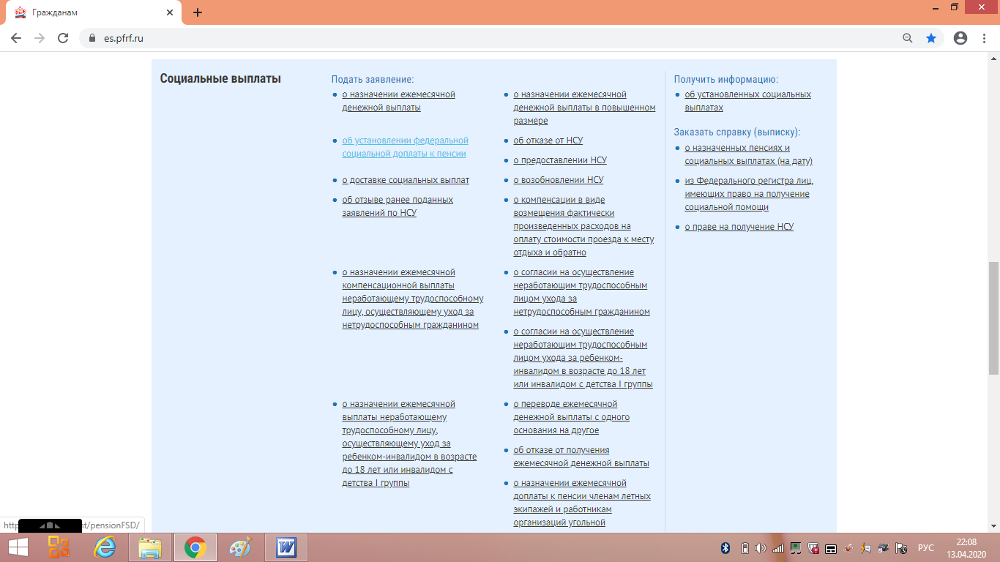 Гражданам
es.pfrf.ru
Социальные выплаты
Подать заявление:
о назначении ежемесячной
денежной выплаты
об установлении федеральной
социальной доплаты к пенсии
о доставке социальных выплат
об отзыве ранее поданных
заявлений по НСУ
о назначении ежемесячной
компенсационной выплаты
неработающему трудоспособному
лицу, осуществляющему уход за
нетрудоспособным гражданином
о назначении ежемесячной
выплаты неработающему
трудоспособному лицу,
осуществляющему уход за
ребенком-инвалидом в возрасте
до 18 лет или инвалидом с
детства I группы
о назначении ежемесячной
денежной выплаты в повышенном
размере
об отказе от НСУ
о предоставлении НСУ
о возобновлении НСУ
о компенсации в виде
возмещения фактически
произведенных расходов на
оплату стоимости проезда к месту
отдыха и обратно
о согласии на осуществление
неработающим трудоспособным
лицом ухода за
нетрудоспособным гражданином
о согласии на осуществление
неработающим трудоспособным
лицом ухода за ребенком-
инвалидом в возрасте до 18 лет
или инвалидом с детства I группы
о переводе ежемесячной
денежной выплаты с одного
основания на другое
об отказе от получения
ежемесячной денежной выплаты
о назначении ежемесячной
доплаты к пенсии членам летных
экипажей и работникам
организаций угольной
Получить информацию:
об установленных социальных
выплатах
Заказать справку (выписку):
о назначенных пенсиях и
социальных выплатах (на дату)
из Федерального регистра лиц,
имеющих право на получение
социальной помощи
о праве на получение НСУ
/pensionFSD/
РУС
22:08
13.04.2020